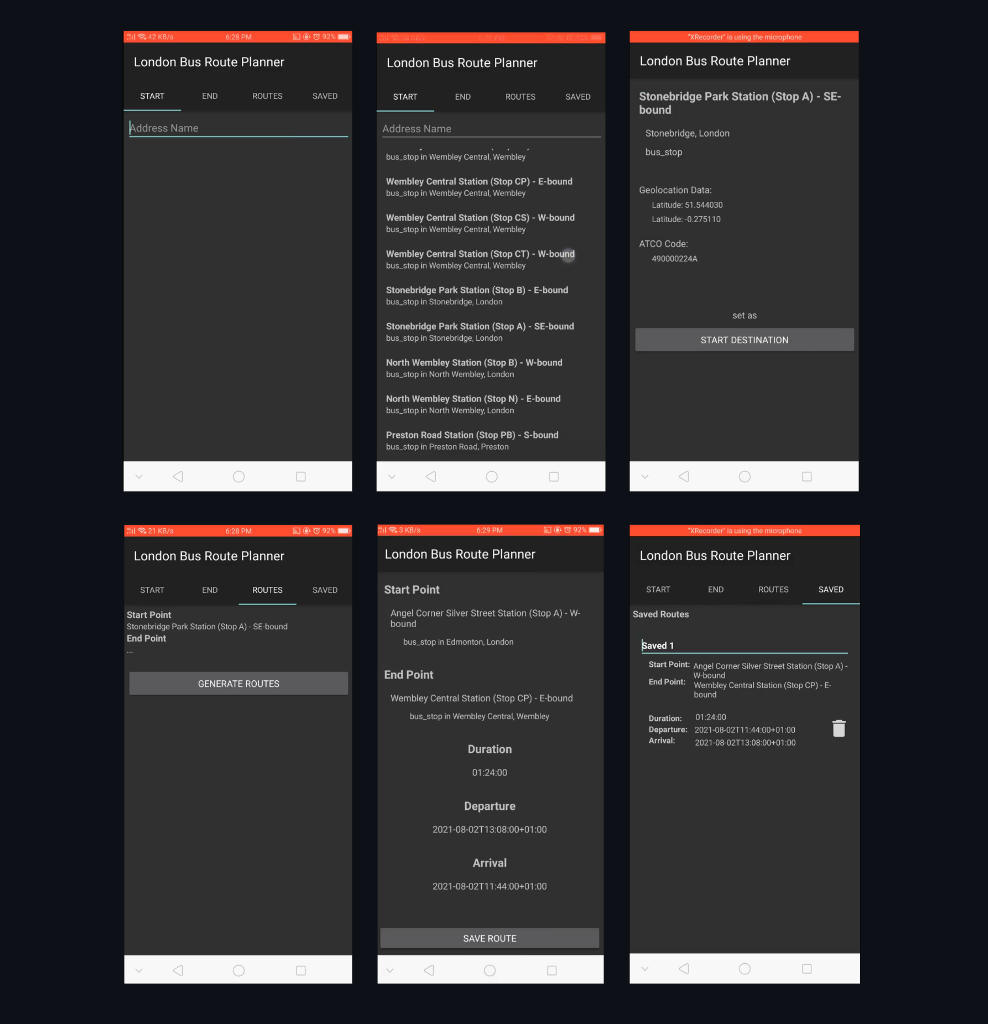 42 KB/s 6:28 PM 92%
London Bus Route Planner
START END ROUTES SAVED
Address Name
London Bus Route Planner
START END ROUTES SAVED
Address Name
bus_stop in Wembley Central, Wembley
Wembley Central Station (Stop CP) - E-bound
bus_stop in Wembley Central, Wembley
Wembley Central Station (Stop CS) - W-bound
bus_stop in Wembley Central, Wembley
Wembley Central Station (Stop CT) - W-bound
bus_stop in Wembley Central, Wembley
Stonebridge Park Station (Stop B) - E-bound
bus_stop in Stonebridge, London
Stonebridge Park Station (Stop A) - SE-bound
bus_stop in Stonebridge, London
North Wembley Station (Stop B) - W-bound
bus_stop in North Wembley, London
North Wembley Station (Stop N) - E-bound
bus_stop in North Wembley, London
Preston Road Station (Stop PB) - S-bound
bus_stop in Preston Road, Preston
"XRecorder" is using the microphone
London Bus Route Planner
Stonebridge Park Station (Stop A) - SE-
bound
Stonebridge, London
bus_stop
Geolocation Data:
Latitude: 51.544030
Latitude: -0.275110
ATCO Code:
490000224A
set as
START DESTINATION
21 KB/s 6:28 PM 92%
London Bus Route Planner
START END ROUTES SAVED
Start Point
Stonebridge Park Station (Stop A) - SE-bound
End Point
...
GENERATE ROUTES
3 KB/s 6:29 PM 92%
London Bus Route Planner
Start Point
Angel Corner Silver Street Station (Stop A) - W-
bound
bus_stop in Edmonton, London
End Point
Wembley Central Station (Stop CP) - E-bound
bus_stop in Wembley Central, Wembley
Duration
01:24:00
Departure
2021-08-02T13:08:00+01:00
Arrival
2021-08-02T11:44:00+01:00
SAVE ROUTE
"XRecorder" is using the microphone
London Bus Route Planner
START END ROUTES SAVED
Saved Routes
Saved 1
Start Point: Angel Corner Silver Street Station (Stop A) -
W-bound
End Point: Wembley Central Station (Stop CP) - E-
bound
Duration: 01:24:00
Departure: 2021-08-02T11:44:00+01:00
Arrival: 2021-08-02T13:08:00+01:00